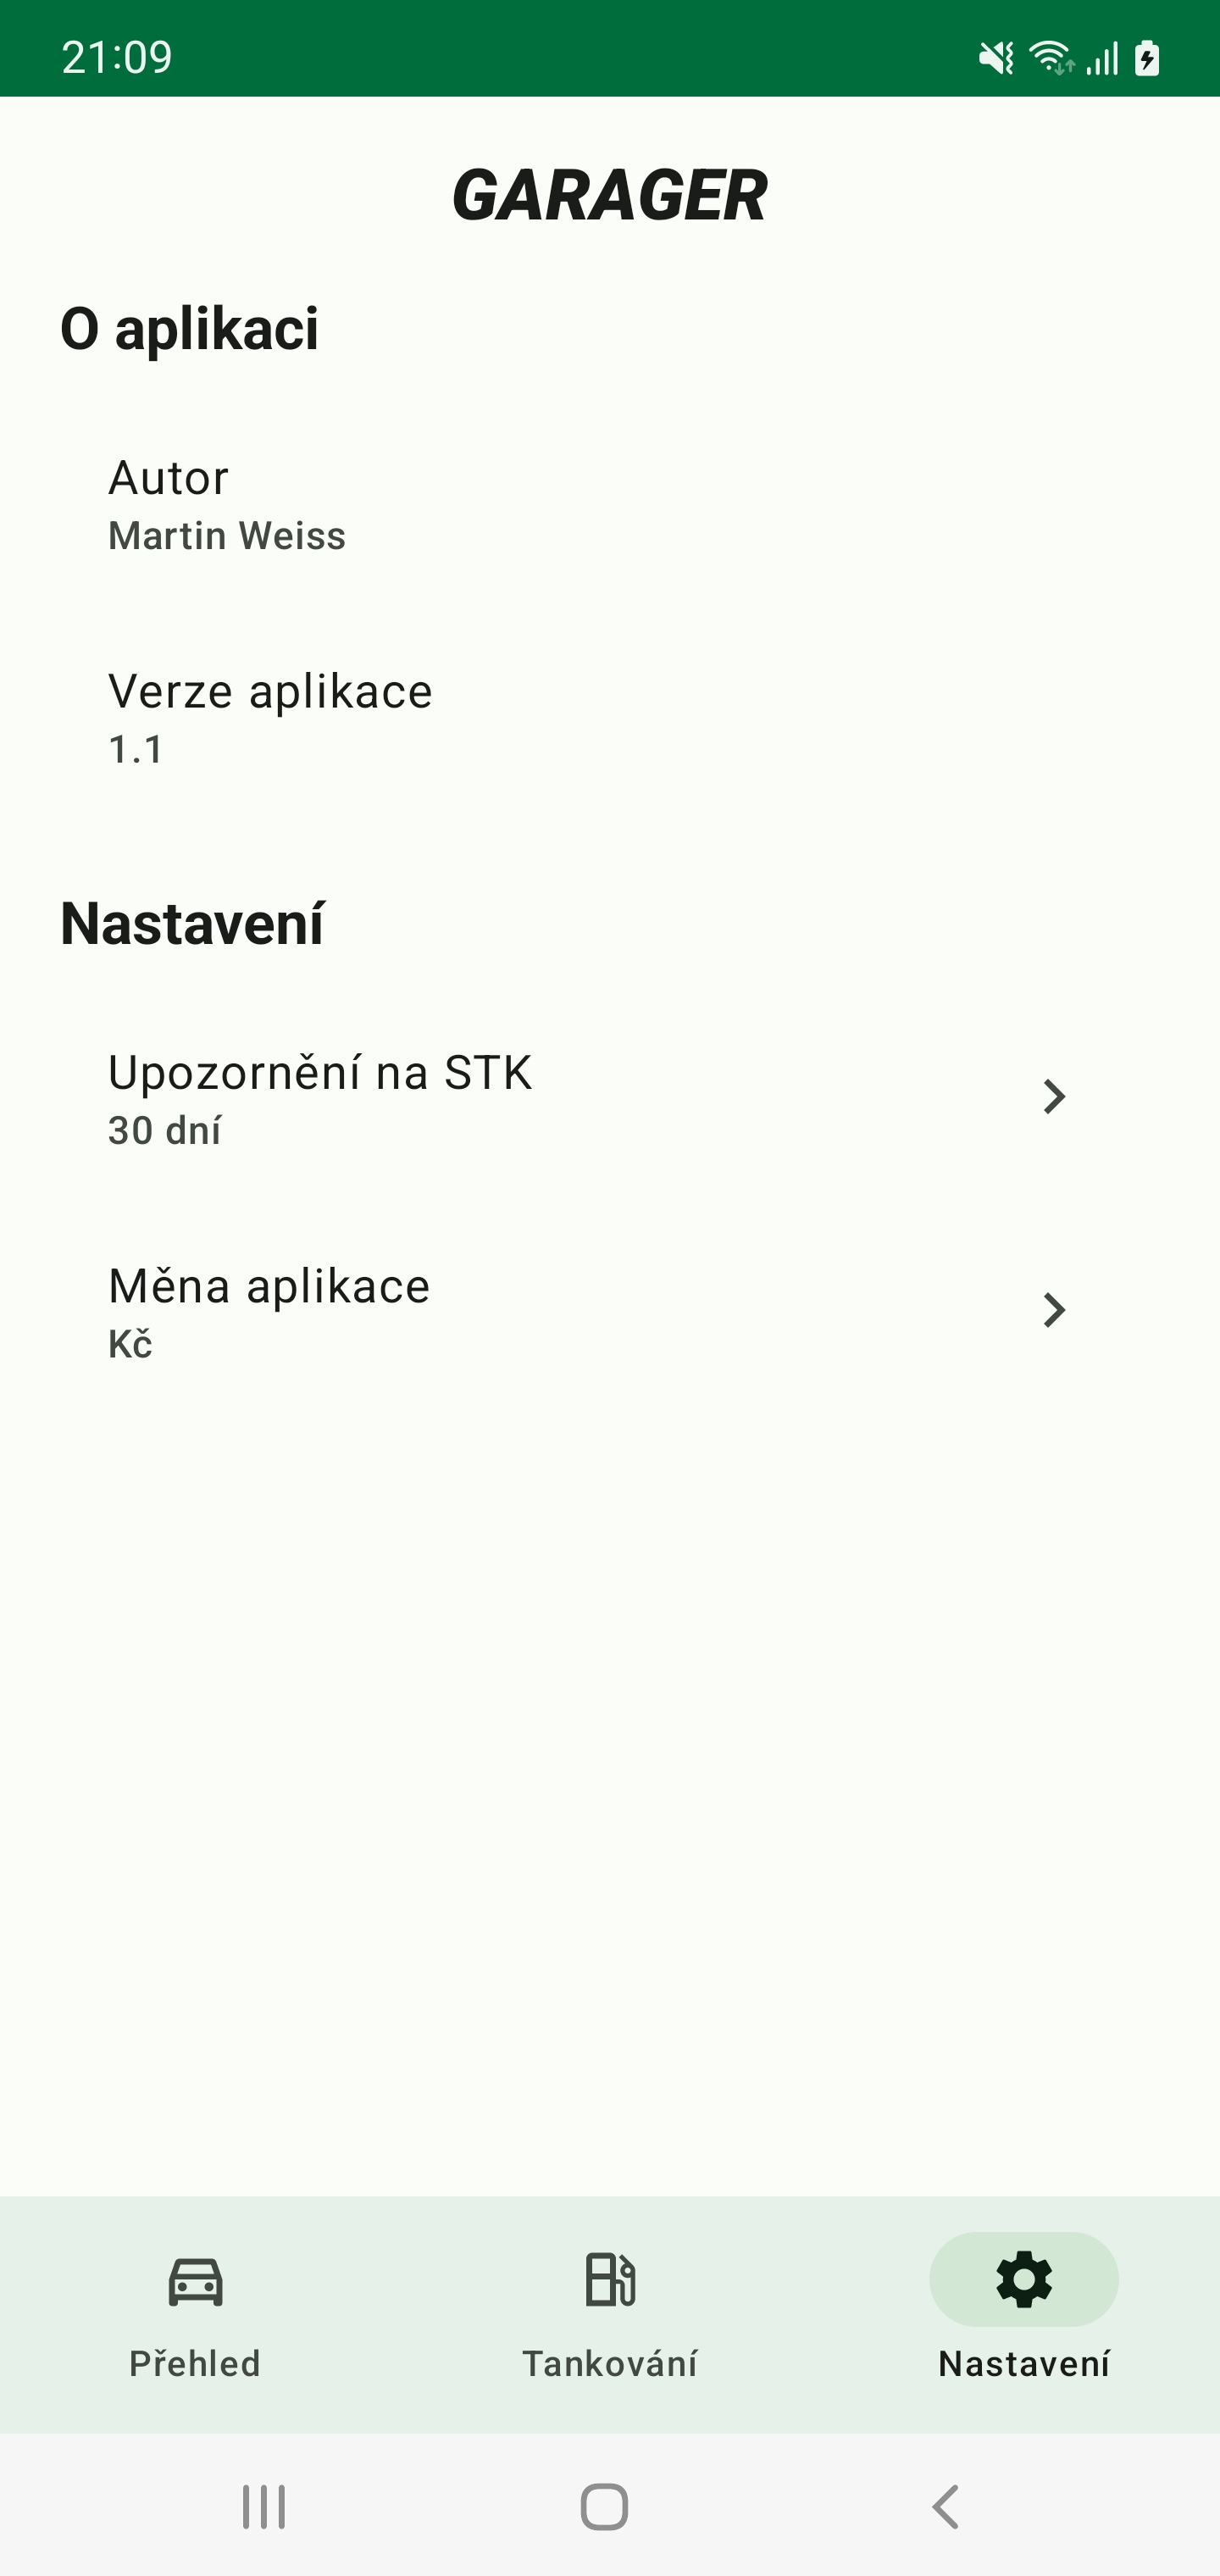 21:09
GARAGER
O aplikaci
Autor
Martin Weiss
Verze aplikace
1.1
Nastavení
Upozornění na STK
30 dní
Měna aplikace
Kč
Přehled
Tankování
Nastavení